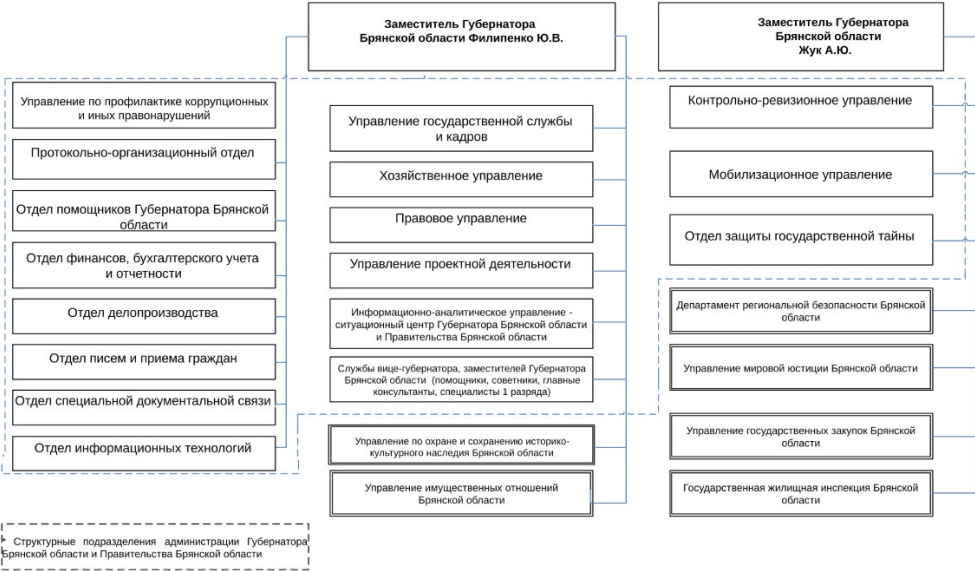 Заместитель Губернатора
Брянской области Филипенко Ю.В.
Заместитель Губернатора
Брянской области
Жук А.Ю.
Управление по профилактике коррупционных
и иных правонарушений
Протокольно-организационный отдел
Отдел помощников Губернатора Брянской
области
Отдел финансов, бухгалтерского учета
и отчетности
Отдел делопроизводства
Отдел писем и приема граждан
Отдел специальной документальной связи
Отдел информационных технологий
Управление государственной службы
и кадров
Хозяйственное управление
Правовое управление
Управление проектной деятельности
Информационно-аналитическое управление -
ситуационный центр Губернатора Брянской области
и Правительства Брянской области
Службы вице-губернатора, заместителей Губернатора
Брянской области (помощники, советники, главные
консультанты, специалисты 1 разряда)
Управление по охране и сохранению историко-
культурного наследия Брянской области
Управление имущественных отношений
Брянской области
Контрольно-ревизионное управление
Мобилизационное управление
Отдел защиты государственной тайны
Департамент региональной безопасности Брянской
области
Управление мировой юстиции Брянской области
Управление государственных закупок Брянской
области
Государственная жилищная инспекция Брянской
области
* Структурные подразделения администрации Губернатора
Брянской области и Правительства Брянской области